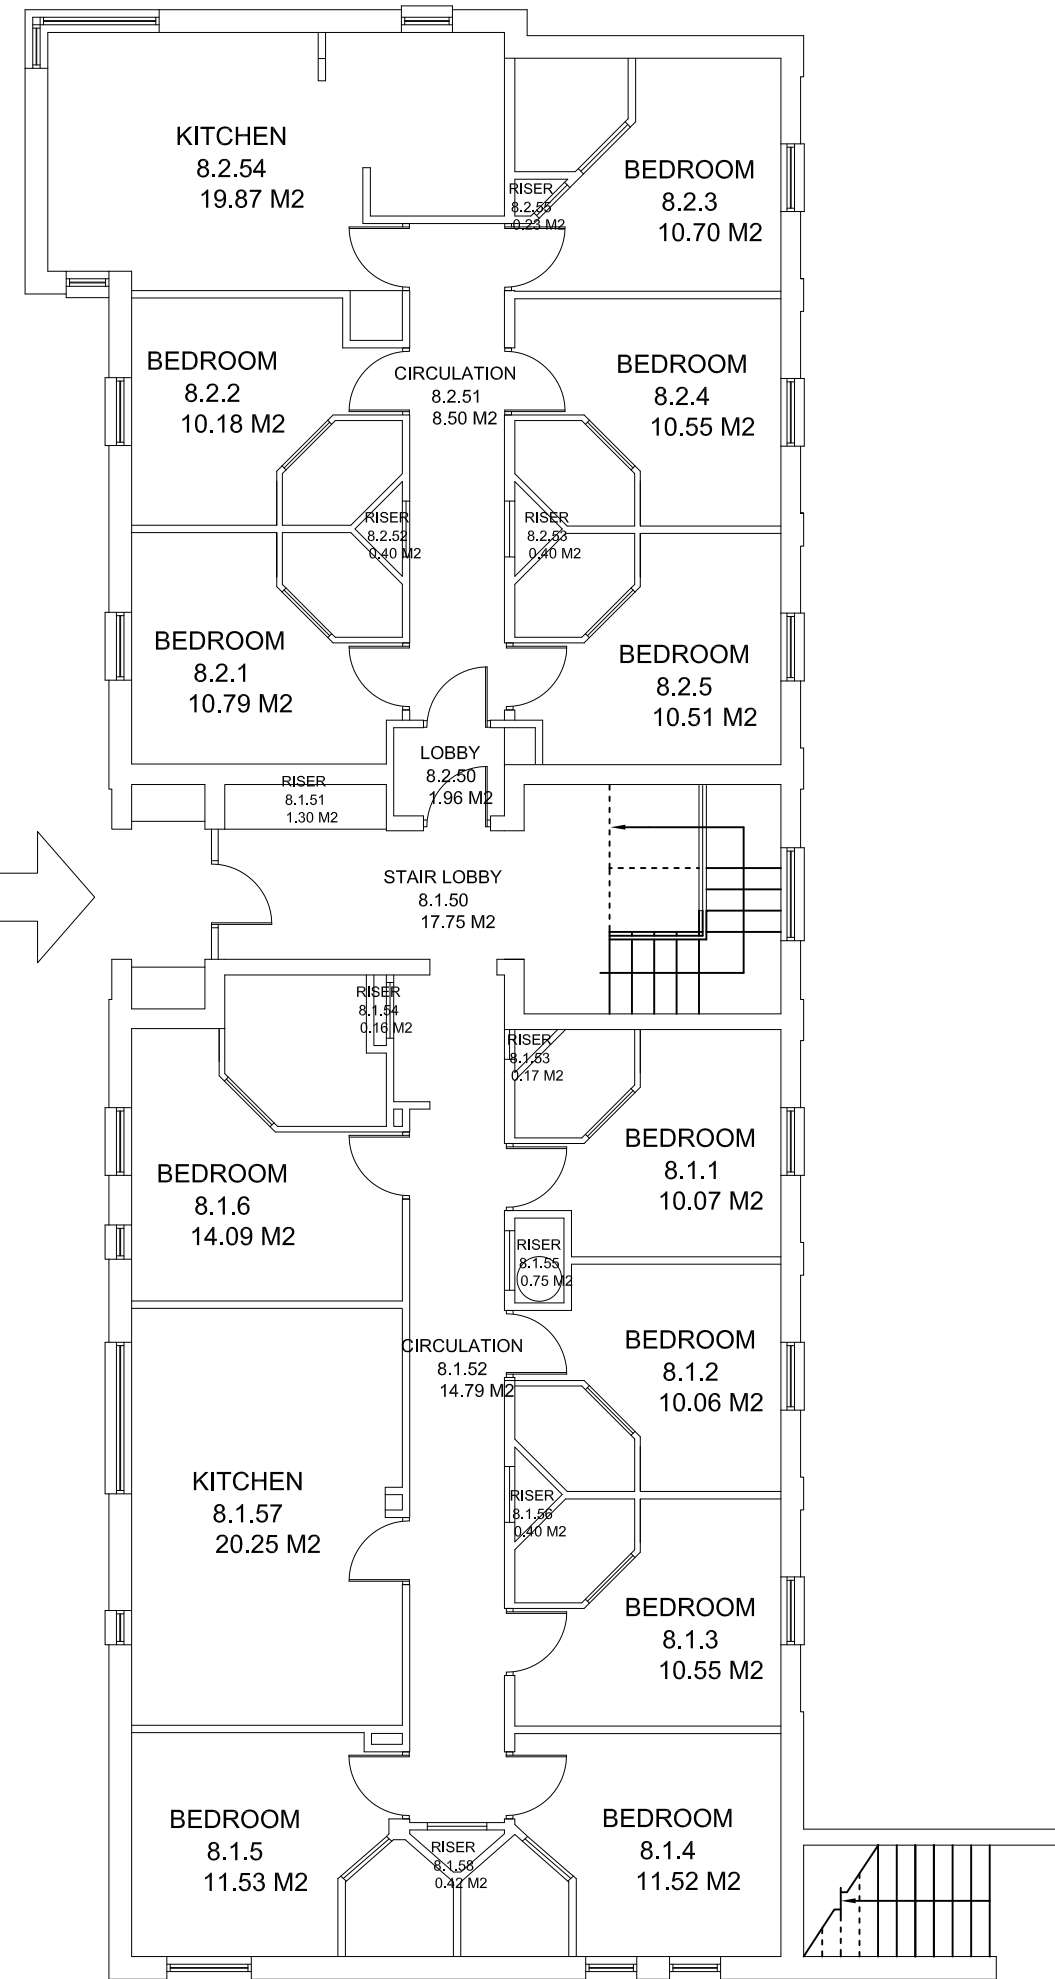 KITCHEN
8.2.54
19.87 M2
BEDROOM
8.2.3
10.70 M2
RISER
8.2.55
0.23 M2
BEDROOM
8.2.2
10.18 M2
CIRCULATION
8.2.51
8.50 M2
BEDROOM
8.2.4
10.55 M2
RISER
8.2.52
0.40 M2
RISER
8.2.53
0.40 M2
BEDROOM
8.2.1
10.79 M2
BEDROOM
8.2.5
10.51 M2
LOBBY
8.2.50
1.96 M2
RISER
8.1.51
1.30 M2
STAIR LOBBY
8.1.50
17.75 M2
RISER
8.1.54
0.16 M2
RISER
8.1.53
0.17 M2
BEDROOM
8.1.1
10.07 M2
BEDROOM
8.1.6
14.09 M2
RISER
8.1.55
0.75 M2
CIRCULATION
8.1.52
14.79 M2
BEDROOM
8.1.2
10.06 M2
KITCHEN
8.1.57
20.25 M2
RISER
8.1.56
0.40 M2
BEDROOM
8.1.3
10.55 M2
BEDROOM
8.1.5
11.53 M2
RISER
8.1.58
0.42 M2
BEDROOM
8.1.4
11.52 M2